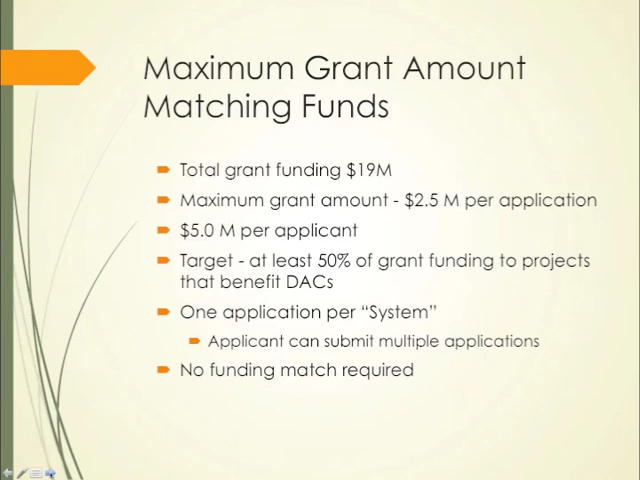 Maximum Grant Amount
Matching Funds
Total grant funding $19M
Maximum grant amount - $2.5 M per application
$5.0 M per applicant
Target - at least 50% of grant funding to projects
that benefit DACs
One application per “System”
Applicant can submit multiple applications
No funding match required